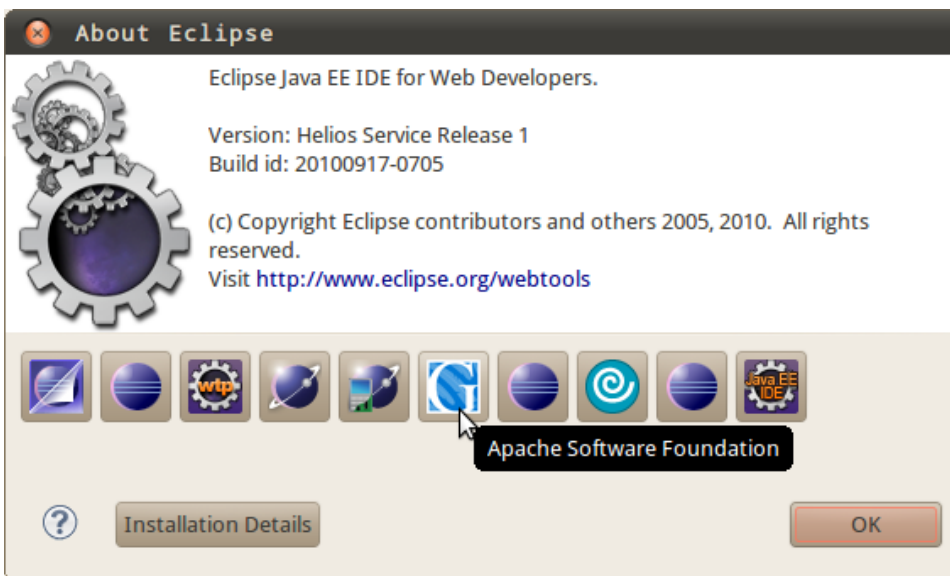 About Eclipse
Eclipse Java EE IDE for Web Developers.
Version: Helios Service Release 1
Build id: 20100917-0705
(c) Copyright Eclipse contributors and others 2005, 2010.  All rights
reserved.
Visit http://www.eclipse.org/webtools
wtp
G
Java EE
IDE
Apache Software Foundation
?
Installation Details
OK